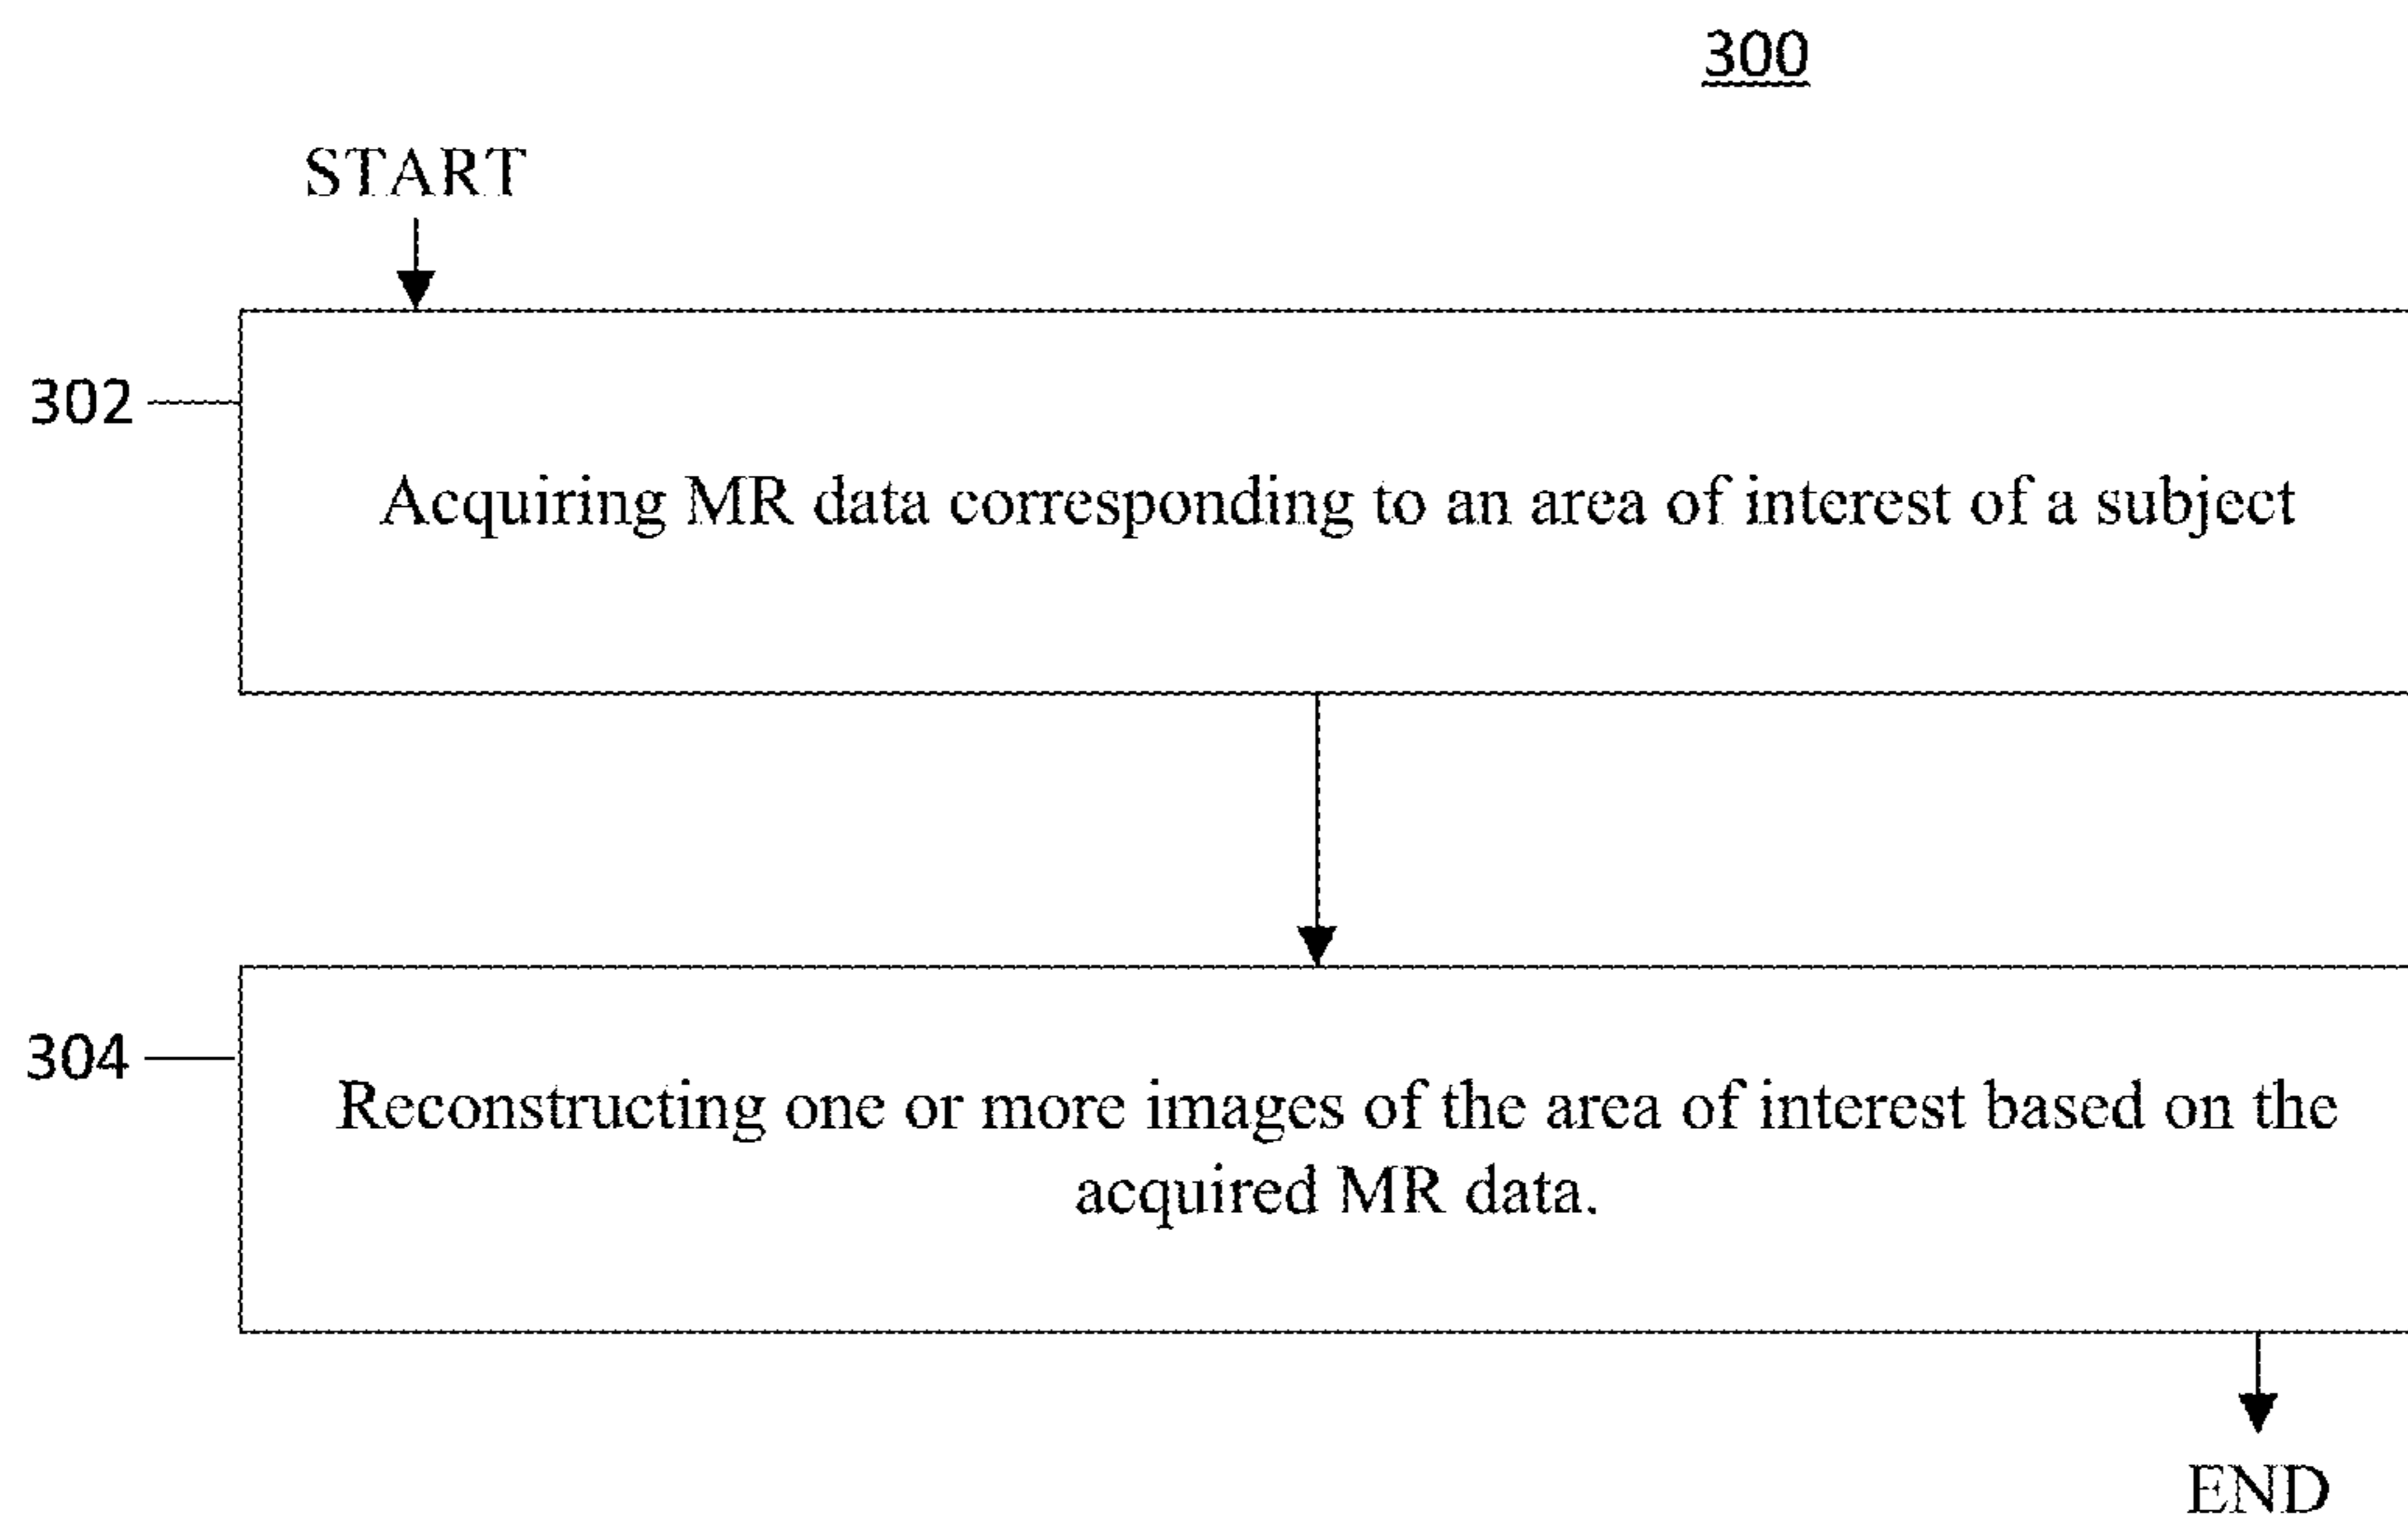 300
START
302
Acquiring MR data corresponding to an area of interest of a subject
304
Reconstructing one or more images of the area of interest based on the
acquired MR data.
END